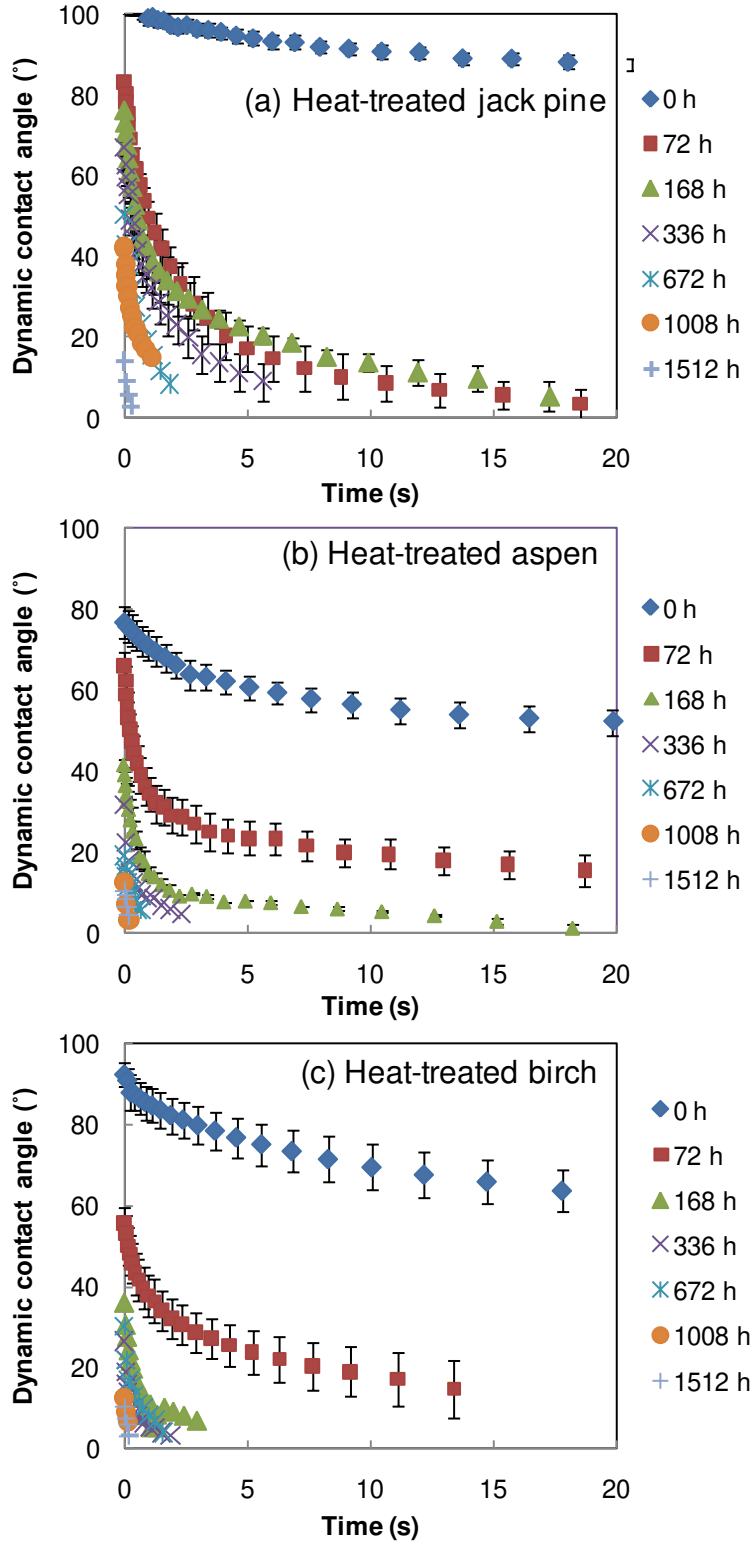 100
80
60
40
20
0
Dynamic contact angle (˚)
(a) Heat-treated jack pine
0 h
72 h
168 h
336 h
672 h
1008 h
1512 h
0 5 10 15 20
Time (s)
100
80
60
40
20
0
Dynamic contact angle (˚)
(b) Heat-treated aspen
0 h
72 h
168 h
336 h
672 h
1008 h
1512 h
0 5 10 15 20
Time (s)
100
80
60
40
20
0
Dynamic contact angle (˚)
(c) Heat-treated birch
0 h
72 h
168 h
336 h
672 h
1008 h
1512 h
0 5 10 15 20
Time (s)